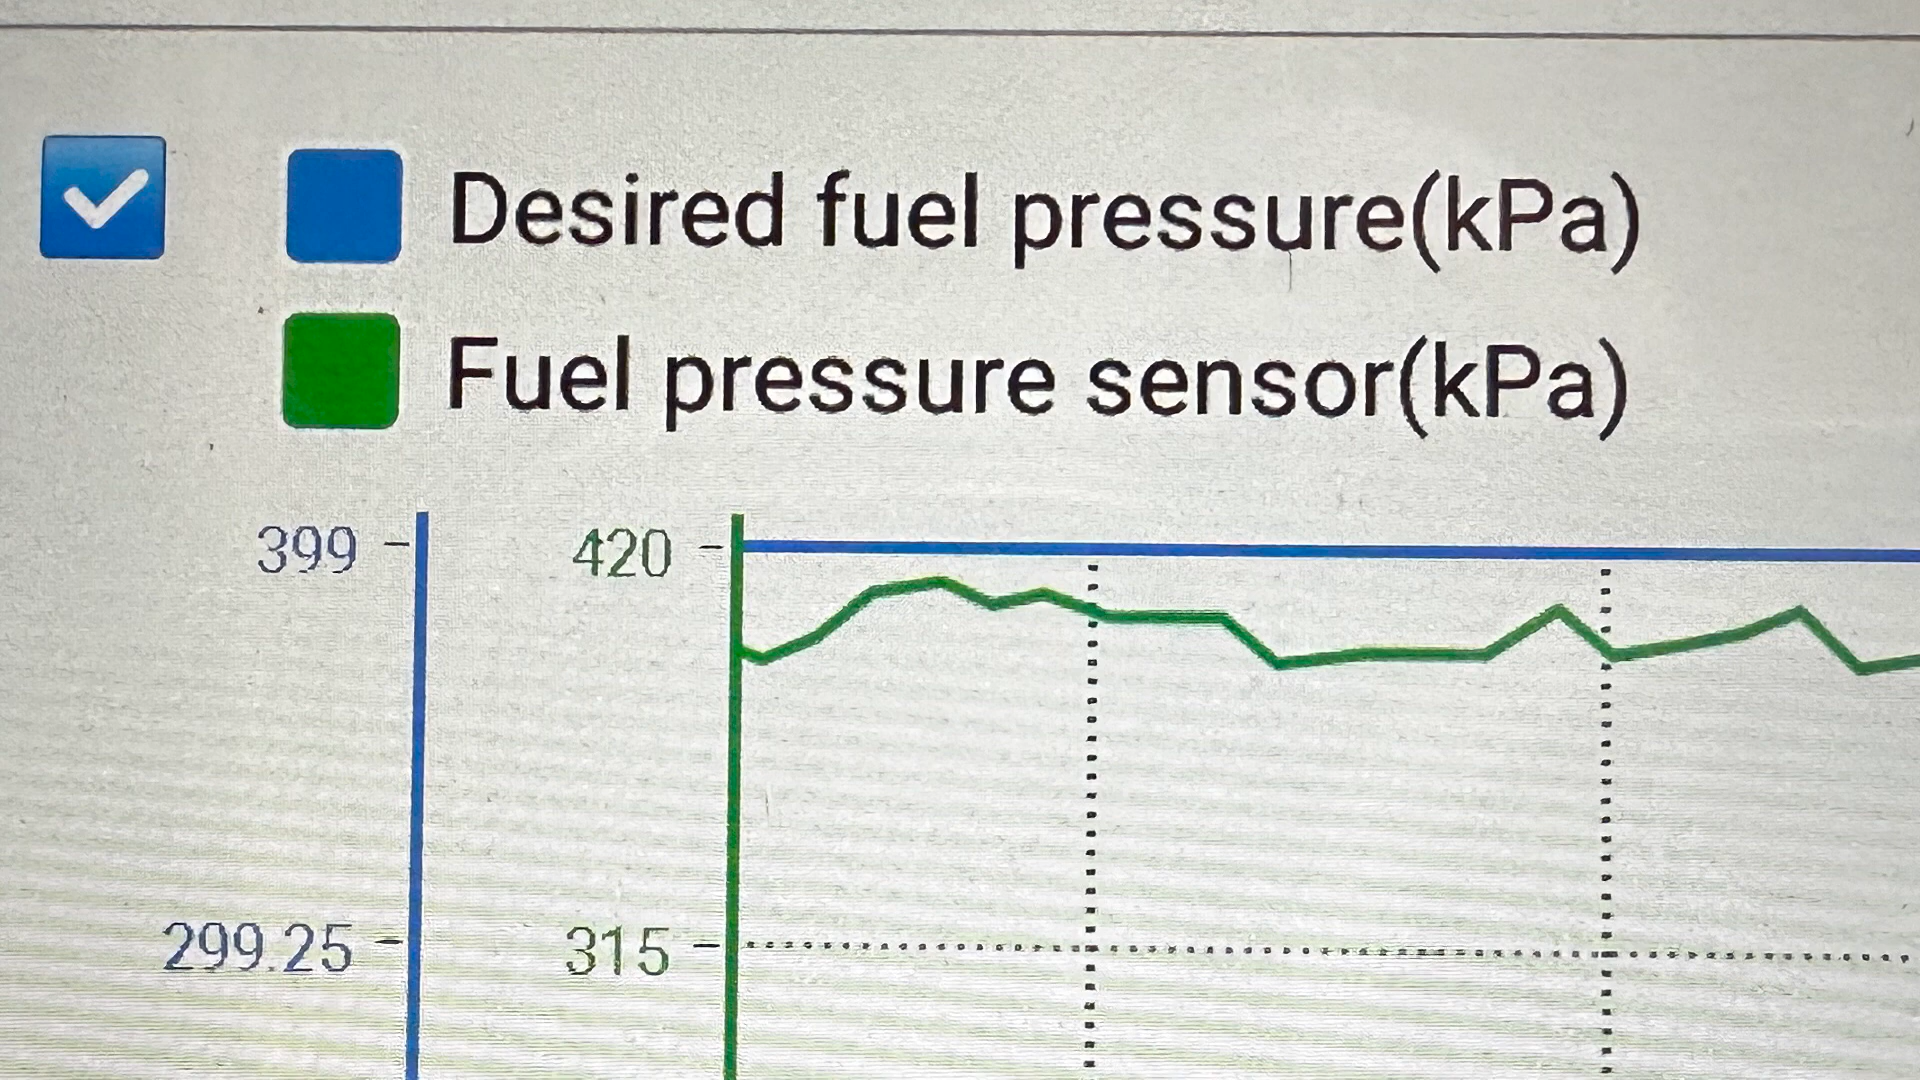 Desired fuel pressure(kPa)
Fuel pressure sensor(kPa)
399 420
299.25 315